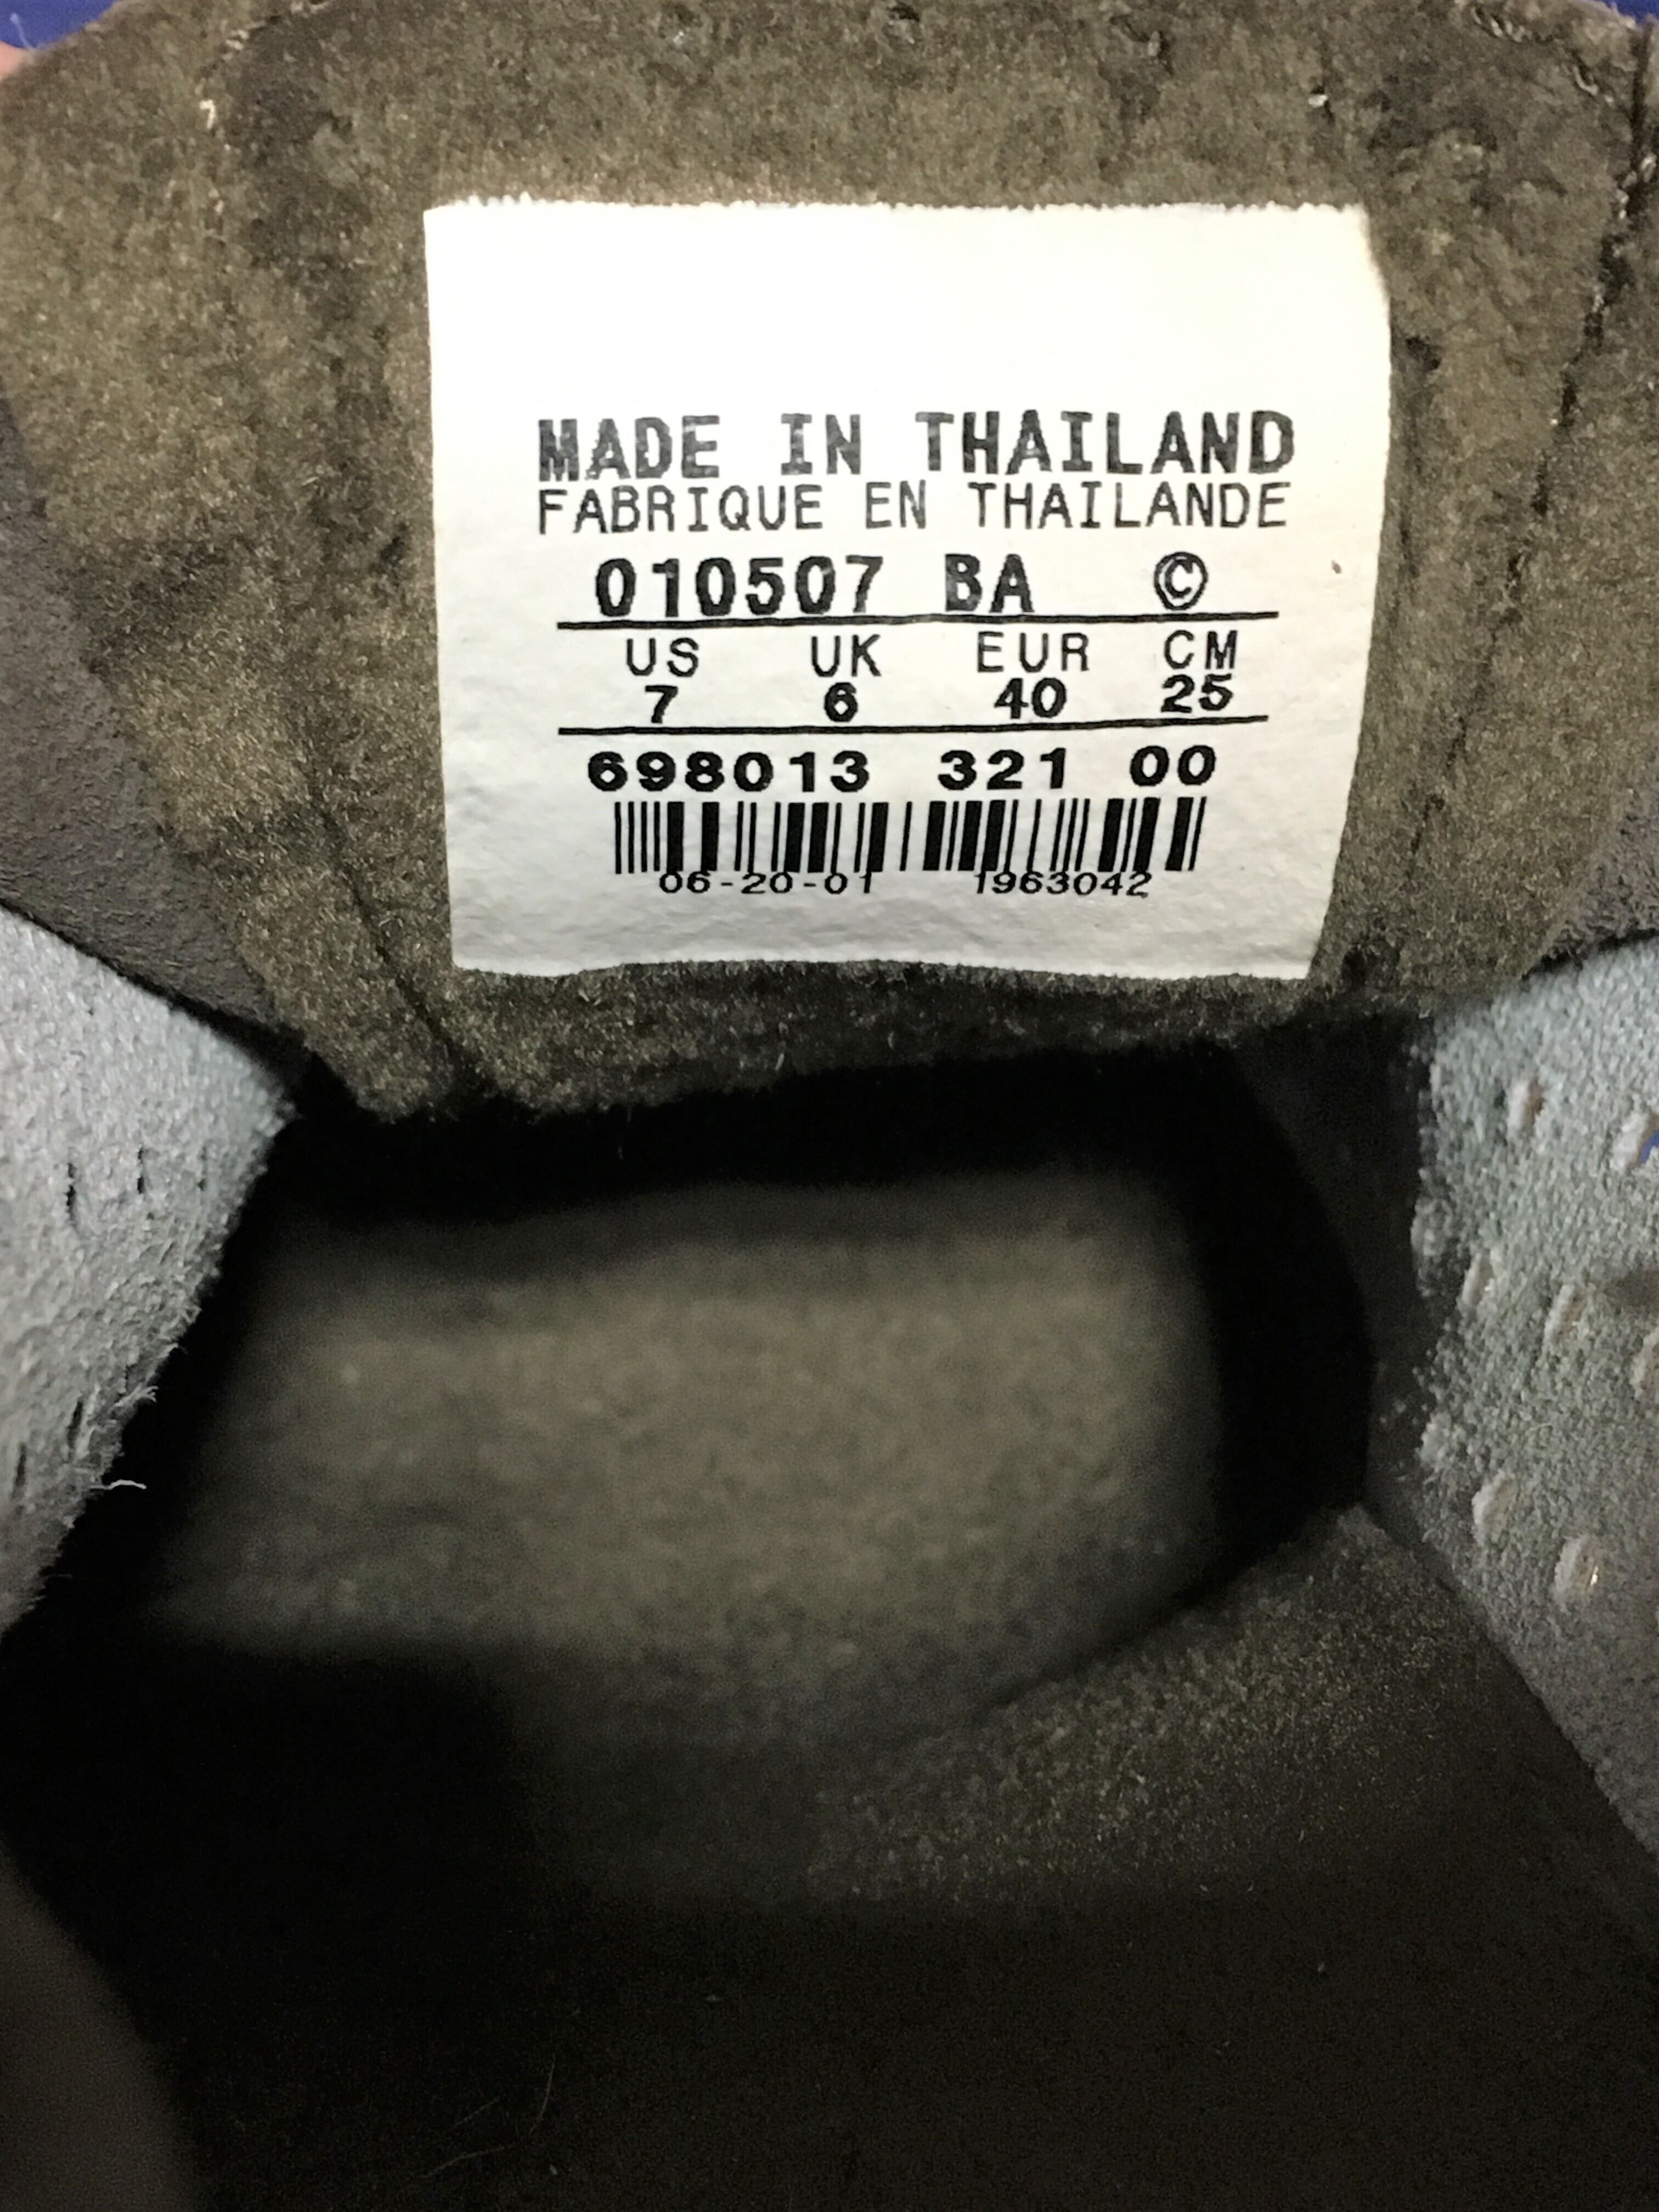 MADE IN THAILAND
FABRIQUE EN THAILANDE
010507 BA ©
US UK EUR CM
7 6 40 25
698013 321 00
06-20-01 1963042